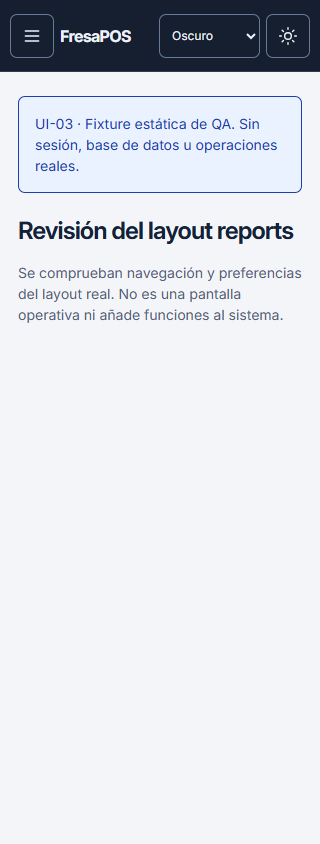 FresaPOS
Oscuro
UI-03 · Fixture estática de QA. Sin
sesión, base de datos u operaciones
reales.
Revisión del layout reports
Se comprueban navegación y preferencias
del layout real. No es una pantalla
operativa ni añade funciones al sistema.